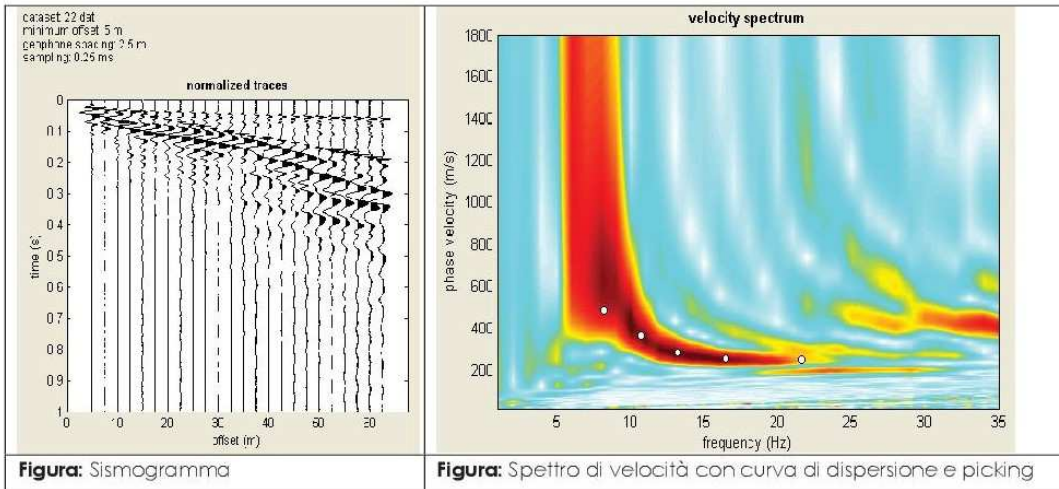 dataset: 22 dat
minimum offset: 5 m
geophone spacing: 2.5 m
sampling: 0.25 ms
normalized traces
0
0.1
0.2
0.3
0.4
0.5
0.6
0.7
0.8
0.9
1
time (s)
0 10 20 30 40 50 60 70 80
offset (m)
Figura: Sismogramma
velocity spectrum
1800
1600
1400
1200
1000
800
600
400
200
phase velocity (m/s)
5 10 15 20 25 30 35
frequency (Hz)
Figura: Spettro di velocità con curva di dispersione e picking